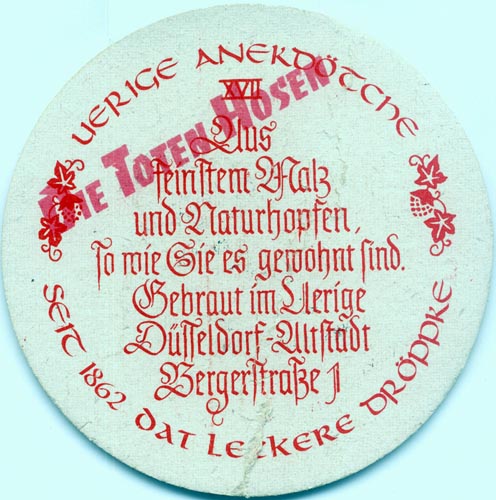 UERIGE ANEKDÖTCHE
XVII
DIE TOTEN HOSEN
Aus
feinstem Malz
und Naturhopfen,
so wie Sie es gewohnt sind.
Gebraut im Uerige
Düsseldorf-Altstadt
Bergerstraße 1
SEIT 1862 DAT LECKERE DRÖPPKE